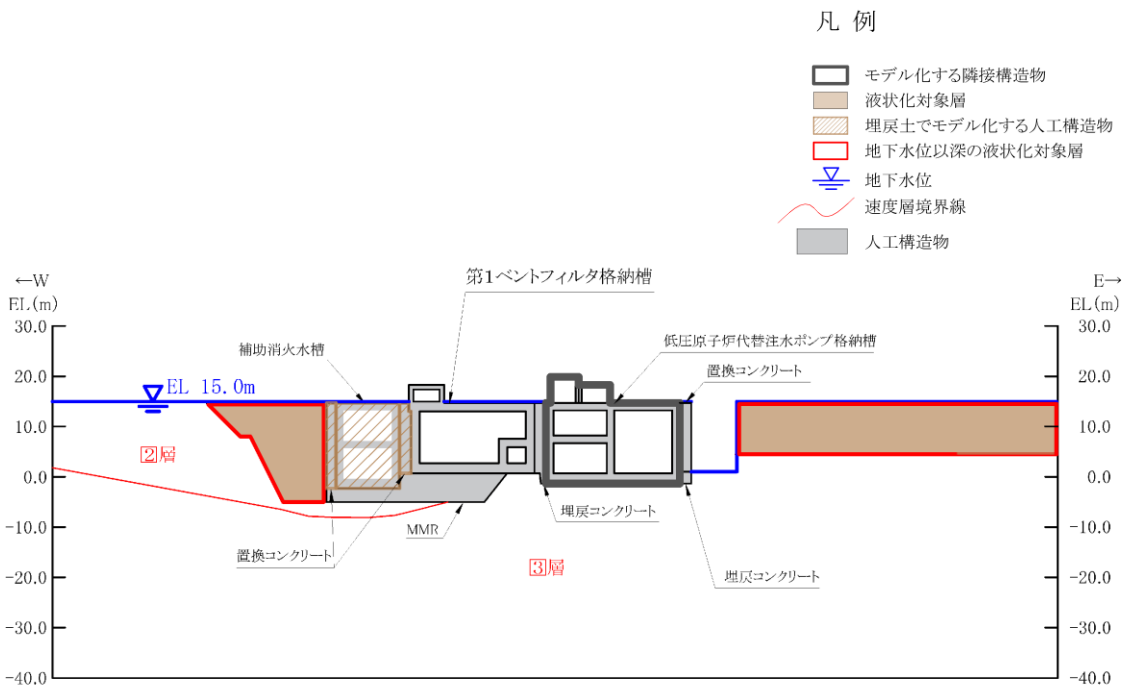 凡 例
モデル化する隣接構造物
液状化対象層
埋戻土でモデル化する人工構造物
地下水位以深の液状化対象層
地下水位
速度層境界線
人工構造物
←W
EL(m)
E→
EL(m)
第1ベントフィルタ格納槽
補助消火水槽
低圧原子炉代替注水ポンプ格納槽
置換コンクリート
EL 15.0m
30.0
20.0
10.0
0.0
-10.0
-20.0
-30.0
-40.0
30.0
20.0
10.0
0.0
-10.0
-20.0
-30.0
-40.0
②層
③層
埋戻コンクリート
MMR
置換コンクリート
埋戻コンクリート